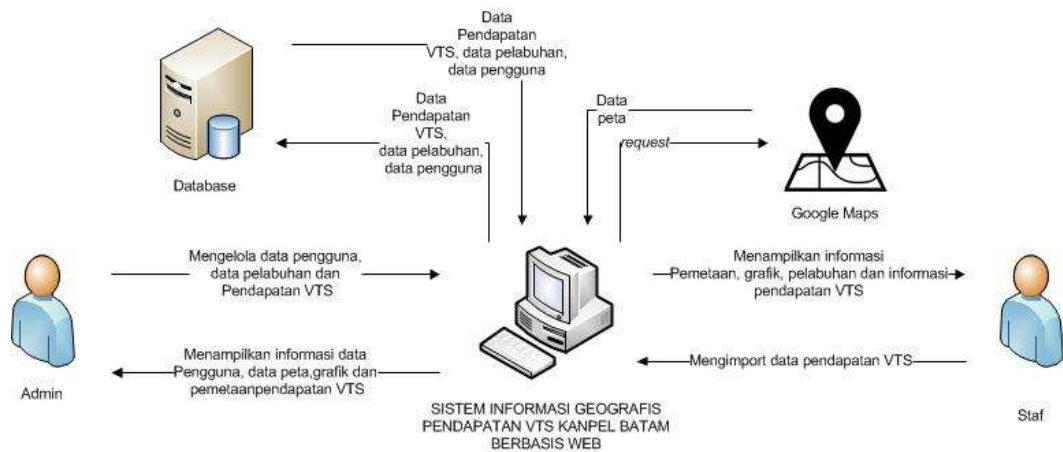 Data
Pendapatan
VTS, data pelabuhan,
data pengguna
Data
Pendapatan
VTS,
data pelabuhan,
data pengguna
Database
Data
peta
request
Google Maps
Mengelola data pengguna,
data pelabuhan dan
Pendapatan VTS
Menampilkan informasi
Pemetaan, grafik, pelabuhan dan informasi
pendapatan VTS
Menampilkan informasi data
Pengguna, data peta,grafik dan
pemetaanpendapatan VTS
Mengimport data pendapatan VTS
Admin
Staf
SISTEM INFORMASI GEOGRAFIS
PENDAPATAN VTS KANPEL BATAM
BERBASIS WEB